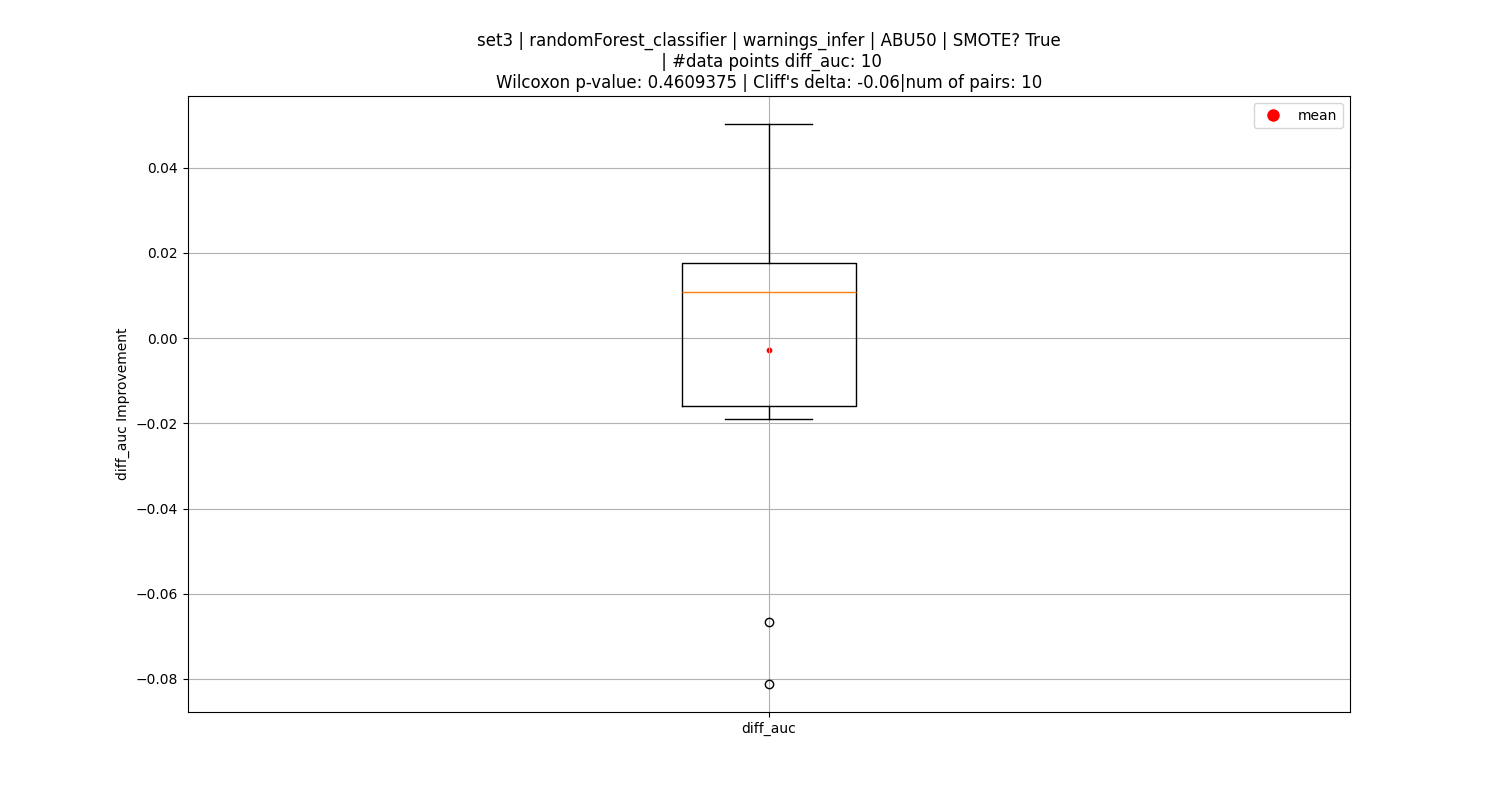 set3 | randomForest_classifier | warnings_infer | ABU50 | SMOTE? True
| #data points diff_auc: 10
Wilcoxon p-value: 0.4609375 | Cliff's delta: -0.06|num of pairs: 10
mean
0.04
0.02
0.00
−0.02
−0.04
−0.06
−0.08
diff_auc Improvement
diff_auc